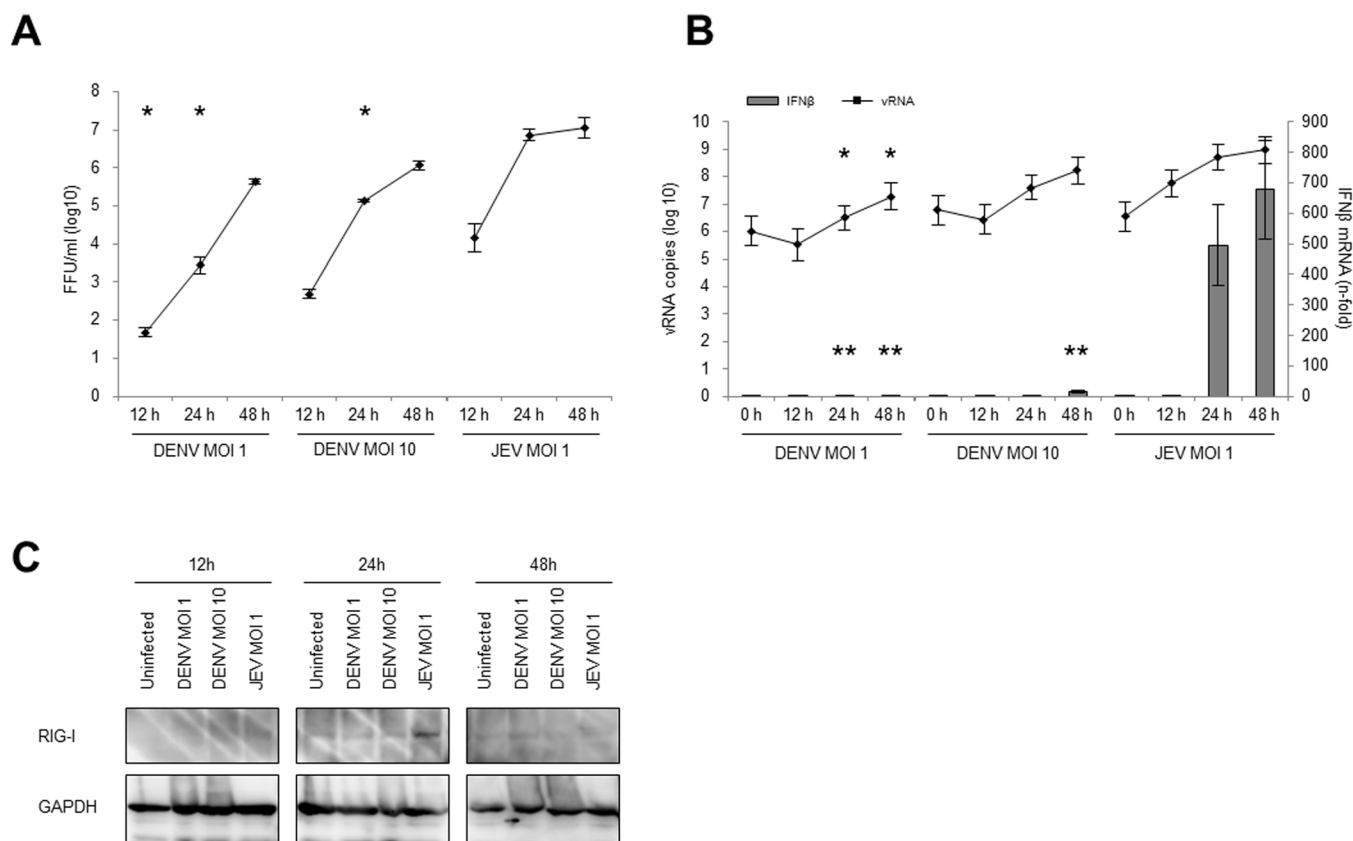 A
8
7
6
5
4
3
2
1
0
FFU/ml (log10)
* * *
12 h 24 h 48 h 12 h 24 h 48 h 12 h 24 h 48 h
DENV MOI 1 DENV MOI 10 JEV MOI 1
B
IFNβ vRNA
10
9
8
7
6
5
4
3
2
1
0
vRNA copies (log 10)
* *
** ** **
900
800
700
600
500
400
300
200
100
0
IFNβ mRNA (n-fold)
0 h 12 h 24 h 48 h 0 h 12 h 24 h 48 h 0 h 12 h 24 h 48 h
DENV MOI 1 DENV MOI 10 JEV MOI 1
C
12h 24h 48h
Uninfected DENV MOI 1 DENV MOI 10 JEV MOI 1 Uninfected DENV MOI 1 DENV MOI 10 JEV MOI 1 Uninfected DENV MOI 1 DENV MOI 10 JEV MOI 1
RIG-I
GAPDH